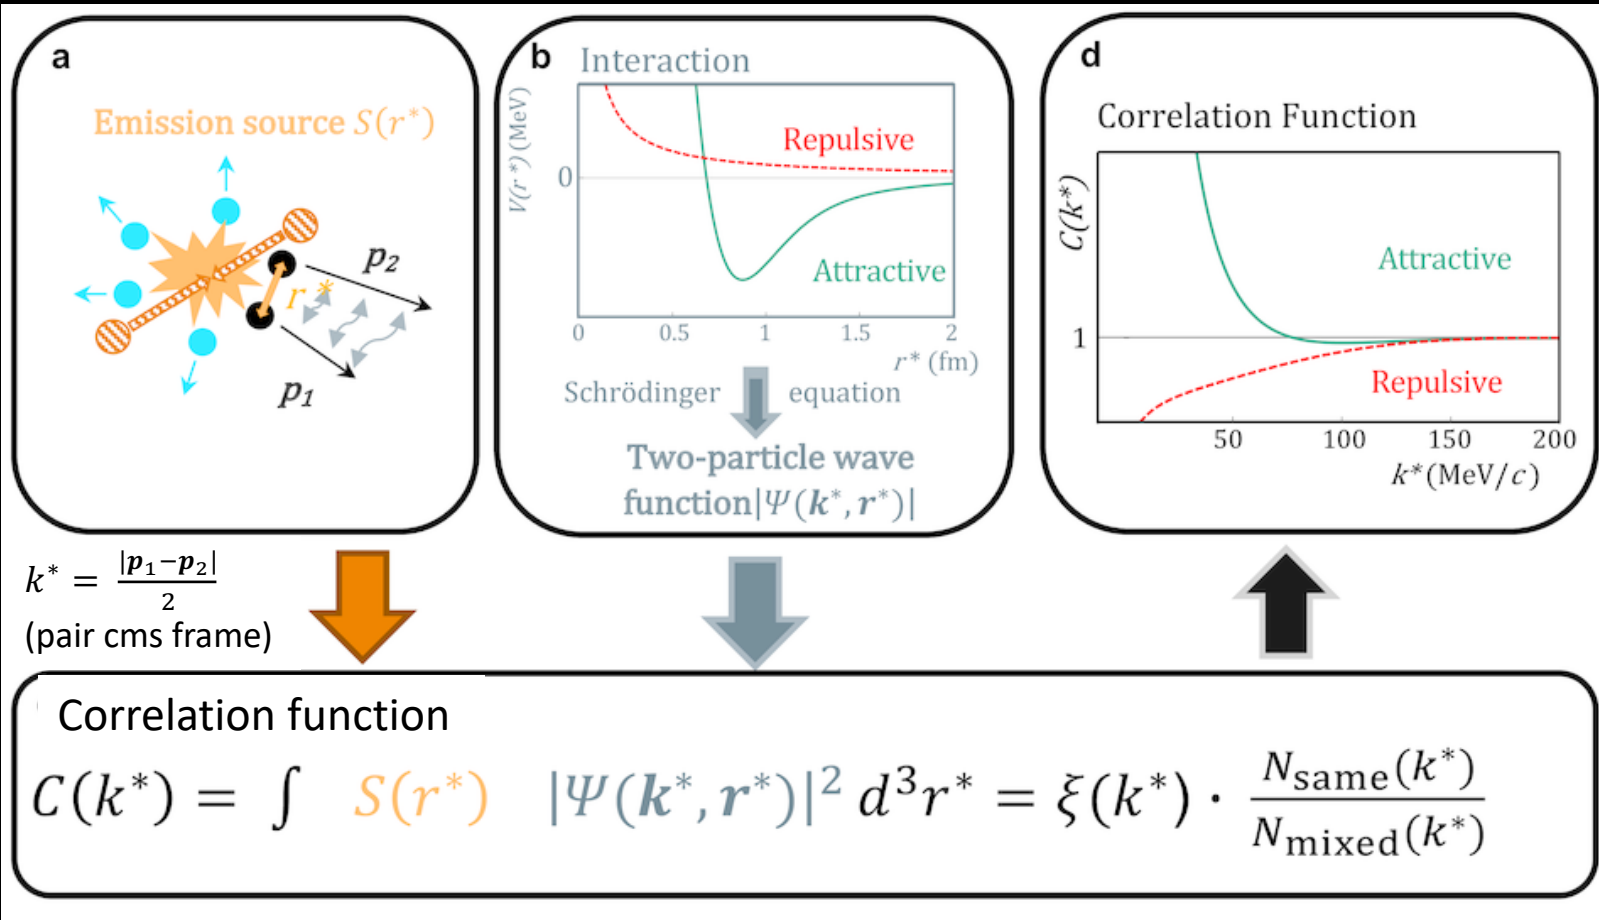 a
Emission source S(r*)
r*
p2
p1
b
Interaction
V(r*) (MeV)
0
Repulsive
Attractive
0 0.5 1 1.5 2
r* (fm)
Schrödinger equation
Two-particle wave
function|Ψ(k*, r*)|
d
Correlation Function
C(k*)
1
Attractive
Repulsive
50 100 150 200
k*(MeV/c)
k* = |p₁−p₂| / 2
(pair cms frame)
Correlation function
C(k*) = ∫ S(r*) |Ψ(k*, r*)|² d³r* = ξ(k*) · Nsame(k*) / Nmixed(k*)